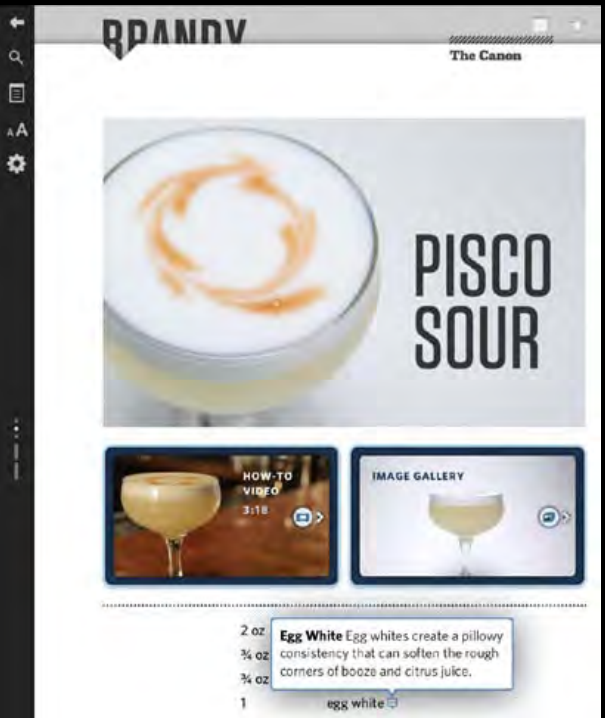 BRANDY
The Canon
AA
PISCO
SOUR
HOW-TO
VIDEO
3:18
IMAGE GALLERY
2 oz
¾ oz
¾ oz
1 egg white
Egg White Egg whites create a pillowy
consistency that can soften the rough
corners of booze and citrus juice.